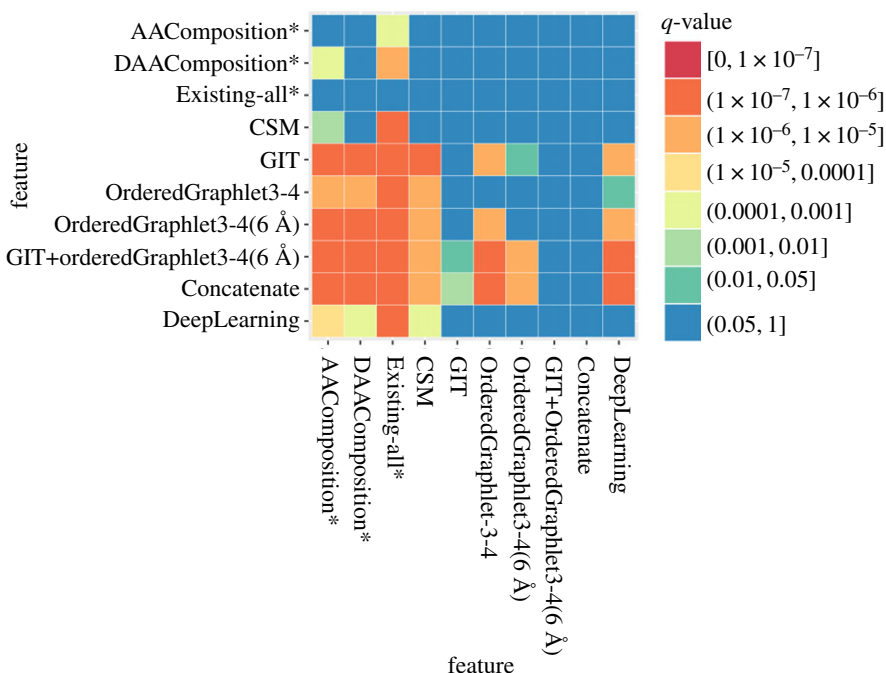 AAComposition*
DAAComposition*
Existing-all*
CSM
GIT
OrderedGraphlet3-4
OrderedGraphlet3-4(6 Å)
GIT+orderedGraphlet3-4(6 Å)
Concatenate
DeepLearning
feature
AAComposition*
DAAComposition*
Existing-all*
CSM
GIT
OrderedGraphlet-3-4
OrderedGraphlet3-4(6 Å)
GIT+OrderedGraphlet3-4(6 Å)
Concatenate
DeepLearning
feature
q-value
[0, 1 × 10⁻⁷]
(1 × 10⁻⁷, 1 × 10⁻⁶]
(1 × 10⁻⁶, 1 × 10⁻⁵]
(1 × 10⁻⁵, 0.0001]
(0.0001, 0.001]
(0.001, 0.01]
(0.01, 0.05]
(0.05, 1]